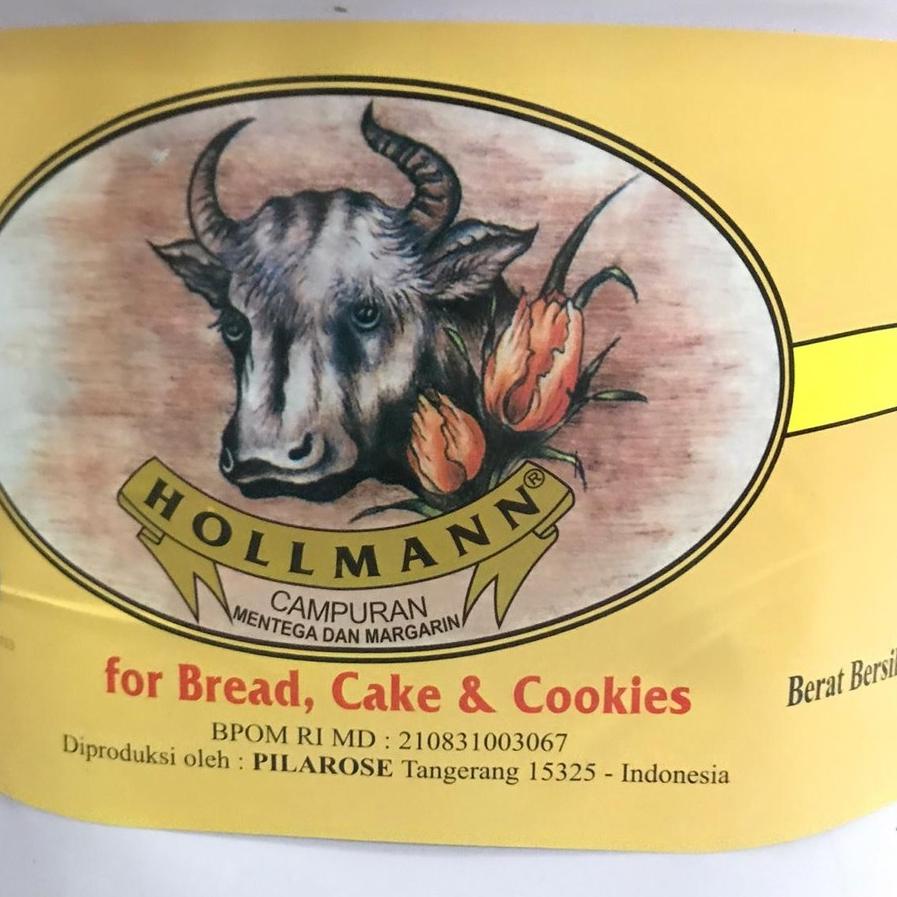 HOLLMANN®
CAMPURAN
MENTEGA DAN MARGARIN
for Bread, Cake & Cookies
BPOM RI MD : 210831003067
Diproduksi oleh : PILAROSE Tangerang 15325 - Indonesia
Berat